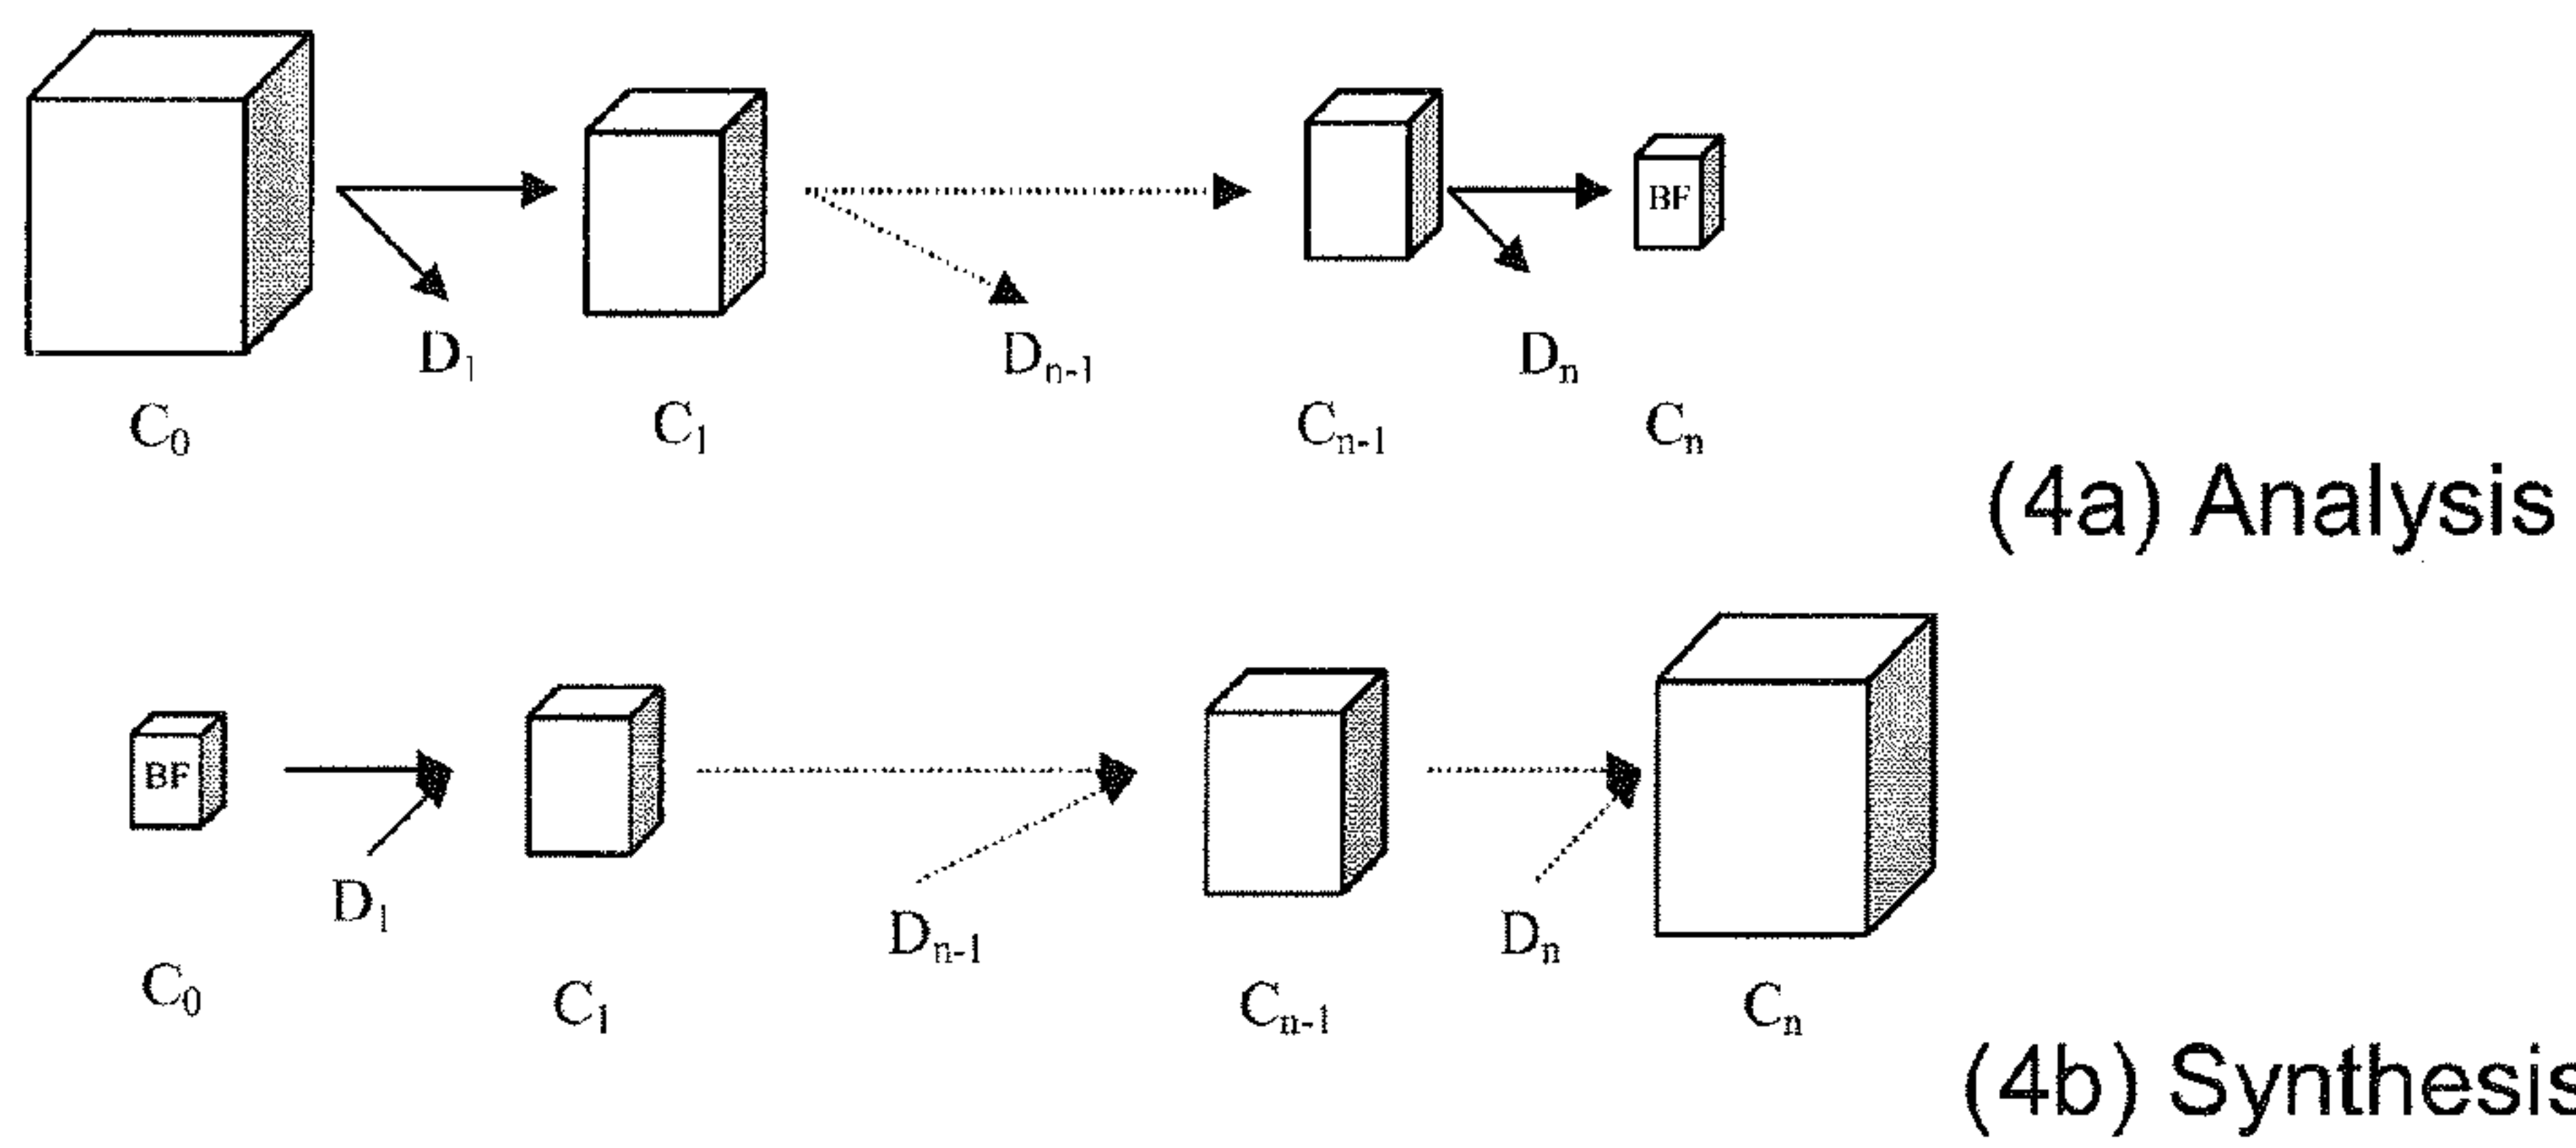 BF
D₁ Dₙ₋₁ Dₙ
C₀ C₁ Cₙ₋₁ Cₙ
(4a) Analysis
BF
D₁ Dₙ₋₁ Dₙ
C₀ C₁ Cₙ₋₁ Cₙ
(4b) Synthesis